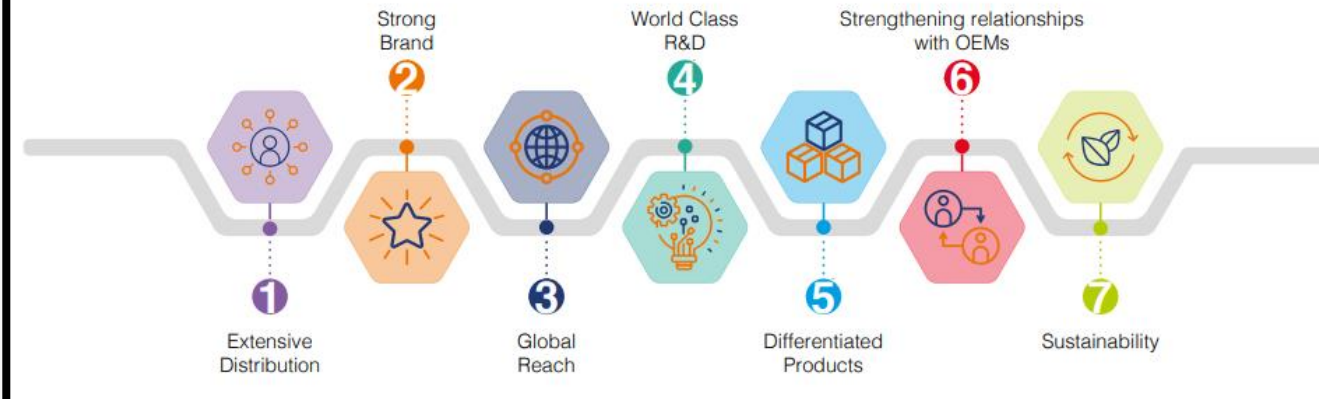 1
Extensive
Distribution
Strong
Brand
2
3
Global
Reach
World Class
R&D
4
5
Differentiated
Products
Strengthening relationships
with OEMs
6
7
Sustainability